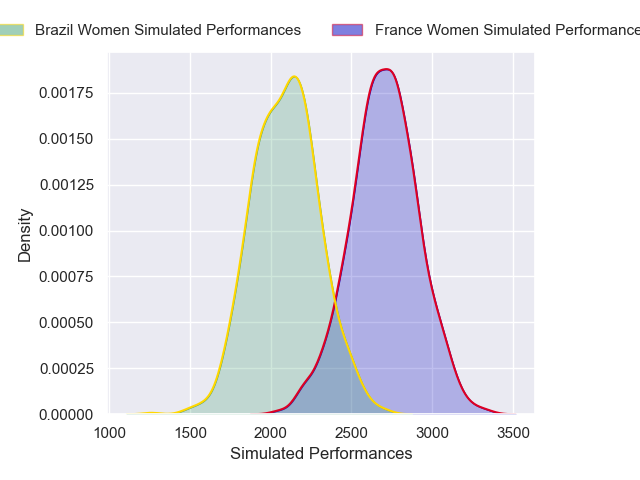 Brazil Women Simulated Performances
France Women Simulated Performance
0.00175
0.00150
0.00125
0.00100
0.00075
0.00050
0.00025
0.00000
Density
1000 1500 2000 2500 3000 3500
Simulated Performances